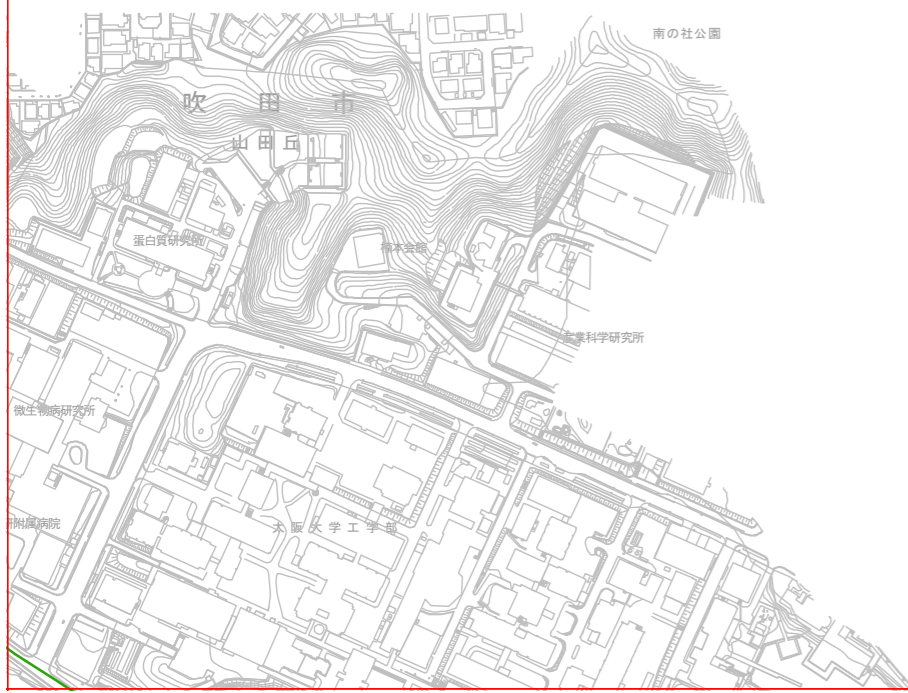 南の社公園
吹田市
山田丘
蛋白質研究所
楠本会館
産業科学研究所
微生物病研究所
研附属病院
大阪大学工学部